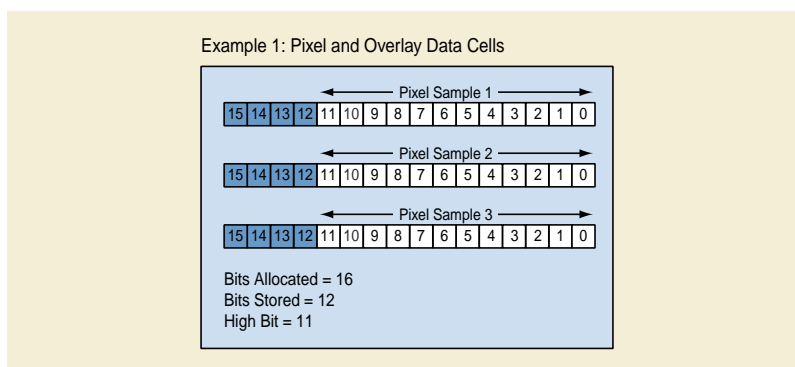 Example 1: Pixel and Overlay Data Cells
Pixel Sample 1
15 14 13 12 11 10 9 8 7 6 5 4 3 2 1 0
Pixel Sample 2
15 14 13 12 11 10 9 8 7 6 5 4 3 2 1 0
Pixel Sample 3
15 14 13 12 11 10 9 8 7 6 5 4 3 2 1 0
Bits Allocated = 16
Bits Stored = 12
High Bit = 11